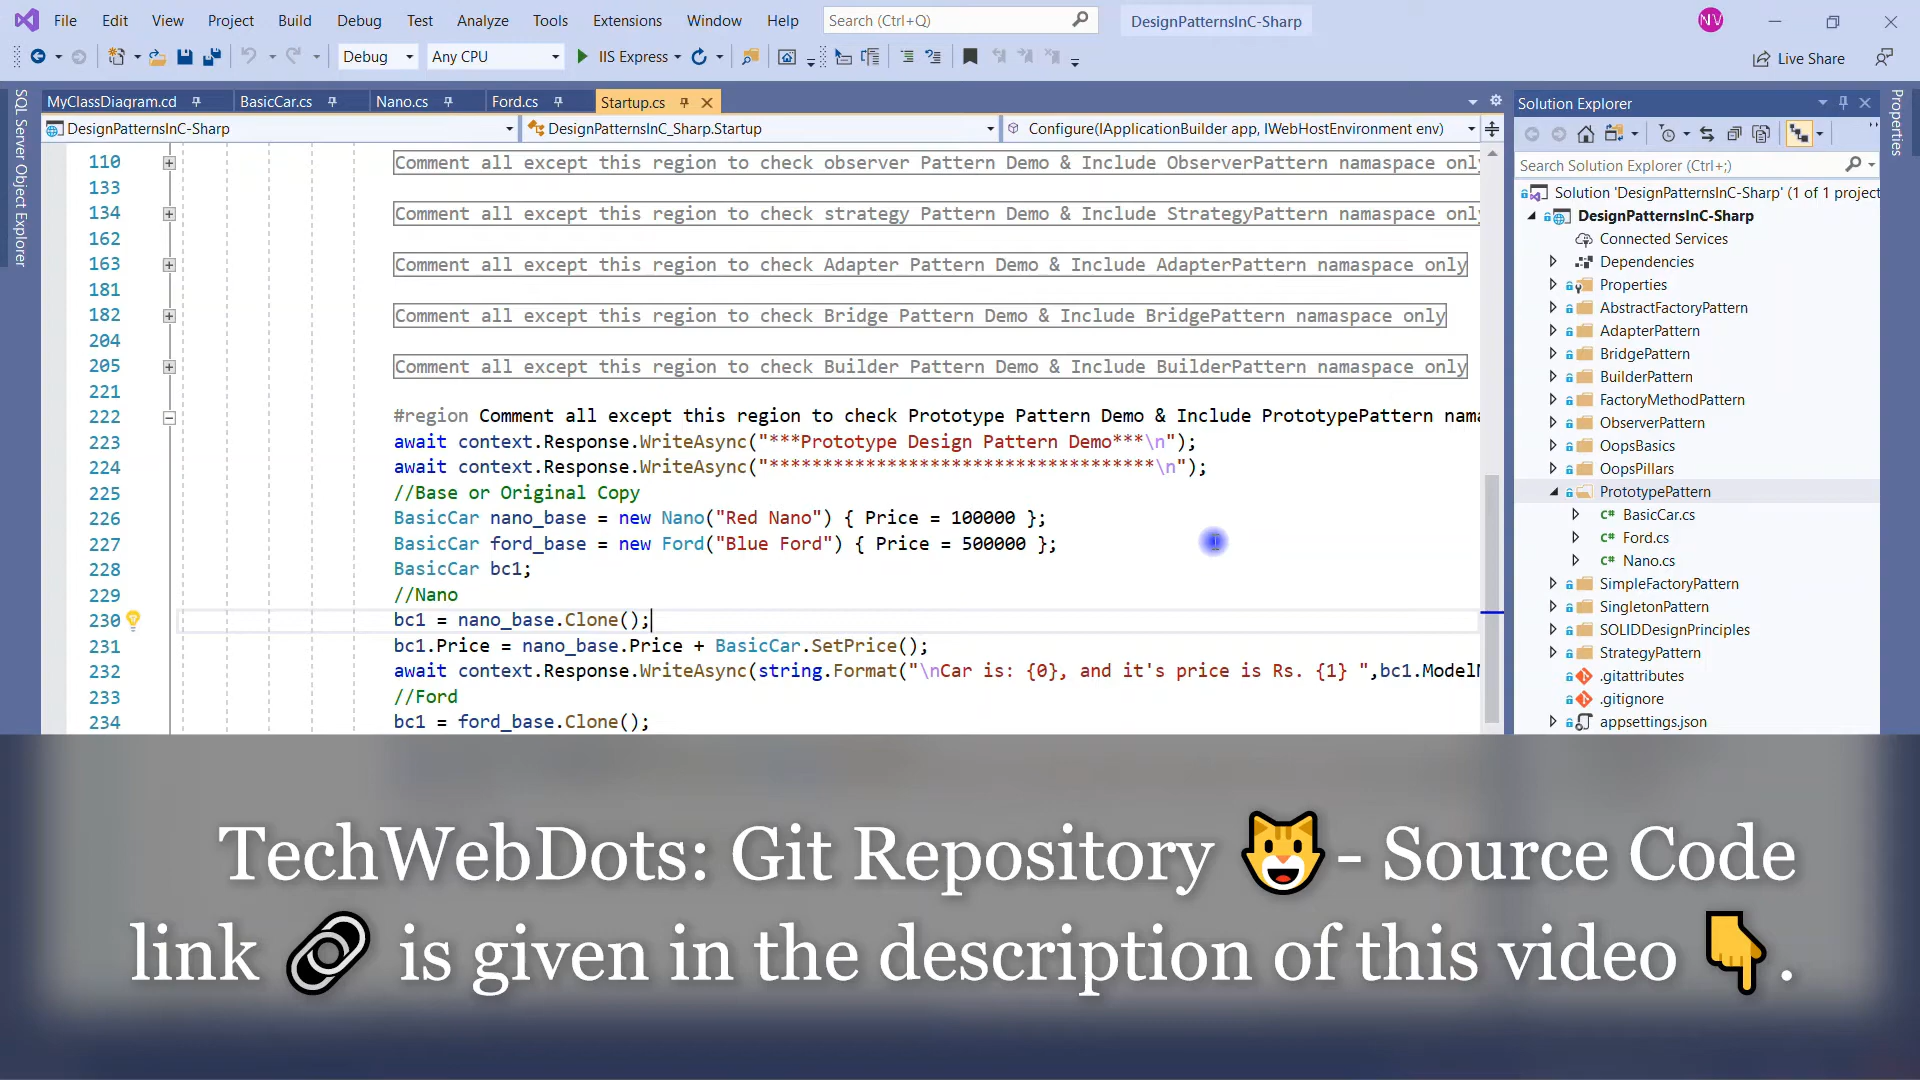 File Edit View Project Build Debug Test Analyze Tools Extensions Window Help Search (Ctrl+Q) DesignPatternsInC-Sharp NV
Debug Any CPU IIS Express Live Share
MyClassDiagram.cd BasicCar.cs Nano.cs Ford.cs Startup.cs
DesignPatternsInC-Sharp DesignPatternsInC_Sharp.Startup Configure(IApplicationBuilder app, IWebHostEnvironment env)
SQL Server Object Explorer
110 Comment all except this region to check observer Pattern Demo & Include ObserverPattern namaspace only
133
134 Comment all except this region to check strategy Pattern Demo & Include StrategyPattern namaspace only
162
163 Comment all except this region to check Adapter Pattern Demo & Include AdapterPattern namaspace only
181
182 Comment all except this region to check Bridge Pattern Demo & Include BridgePattern namaspace only
204
205 Comment all except this region to check Builder Pattern Demo & Include BuilderPattern namaspace only
221
222 #region Comment all except this region to check Prototype Pattern Demo & Include PrototypePattern nama
223 await context.Response.WriteAsync("***Prototype Design Pattern Demo***\n");
224 await context.Response.WriteAsync("************************************\n");
225 //Base or Original Copy
226 BasicCar nano_base = new Nano("Red Nano") { Price = 100000 };
227 BasicCar ford_base = new Ford("Blue Ford") { Price = 500000 };
228 BasicCar bc1;
229 //Nano
230 bc1 = nano_base.Clone();
231 bc1.Price = nano_base.Price + BasicCar.SetPrice();
232 await context.Response.WriteAsync(string.Format("\nCar is: {0}, and it's price is Rs. {1} ",bc1.ModelN
233 //Ford
234 bc1 = ford_base.Clone();
Solution Explorer
Search Solution Explorer (Ctrl+;)
Solution 'DesignPatternsInC-Sharp' (1 of 1 project
DesignPatternsInC-Sharp
Connected Services
Dependencies
Properties
AbstractFactoryPattern
AdapterPattern
BridgePattern
BuilderPattern
FactoryMethodPattern
ObserverPattern
OopsBasics
OopsPillars
PrototypePattern
C# BasicCar.cs
C# Ford.cs
C# Nano.cs
SimpleFactoryPattern
SingletonPattern
SOLIDDesignPrinciples
StrategyPattern
.gitattributes
.gitignore
appsettings.json
Properties
TechWebDots: Git Repository 😺- Source Code
link 🔗 is given in the description of this video 👇.